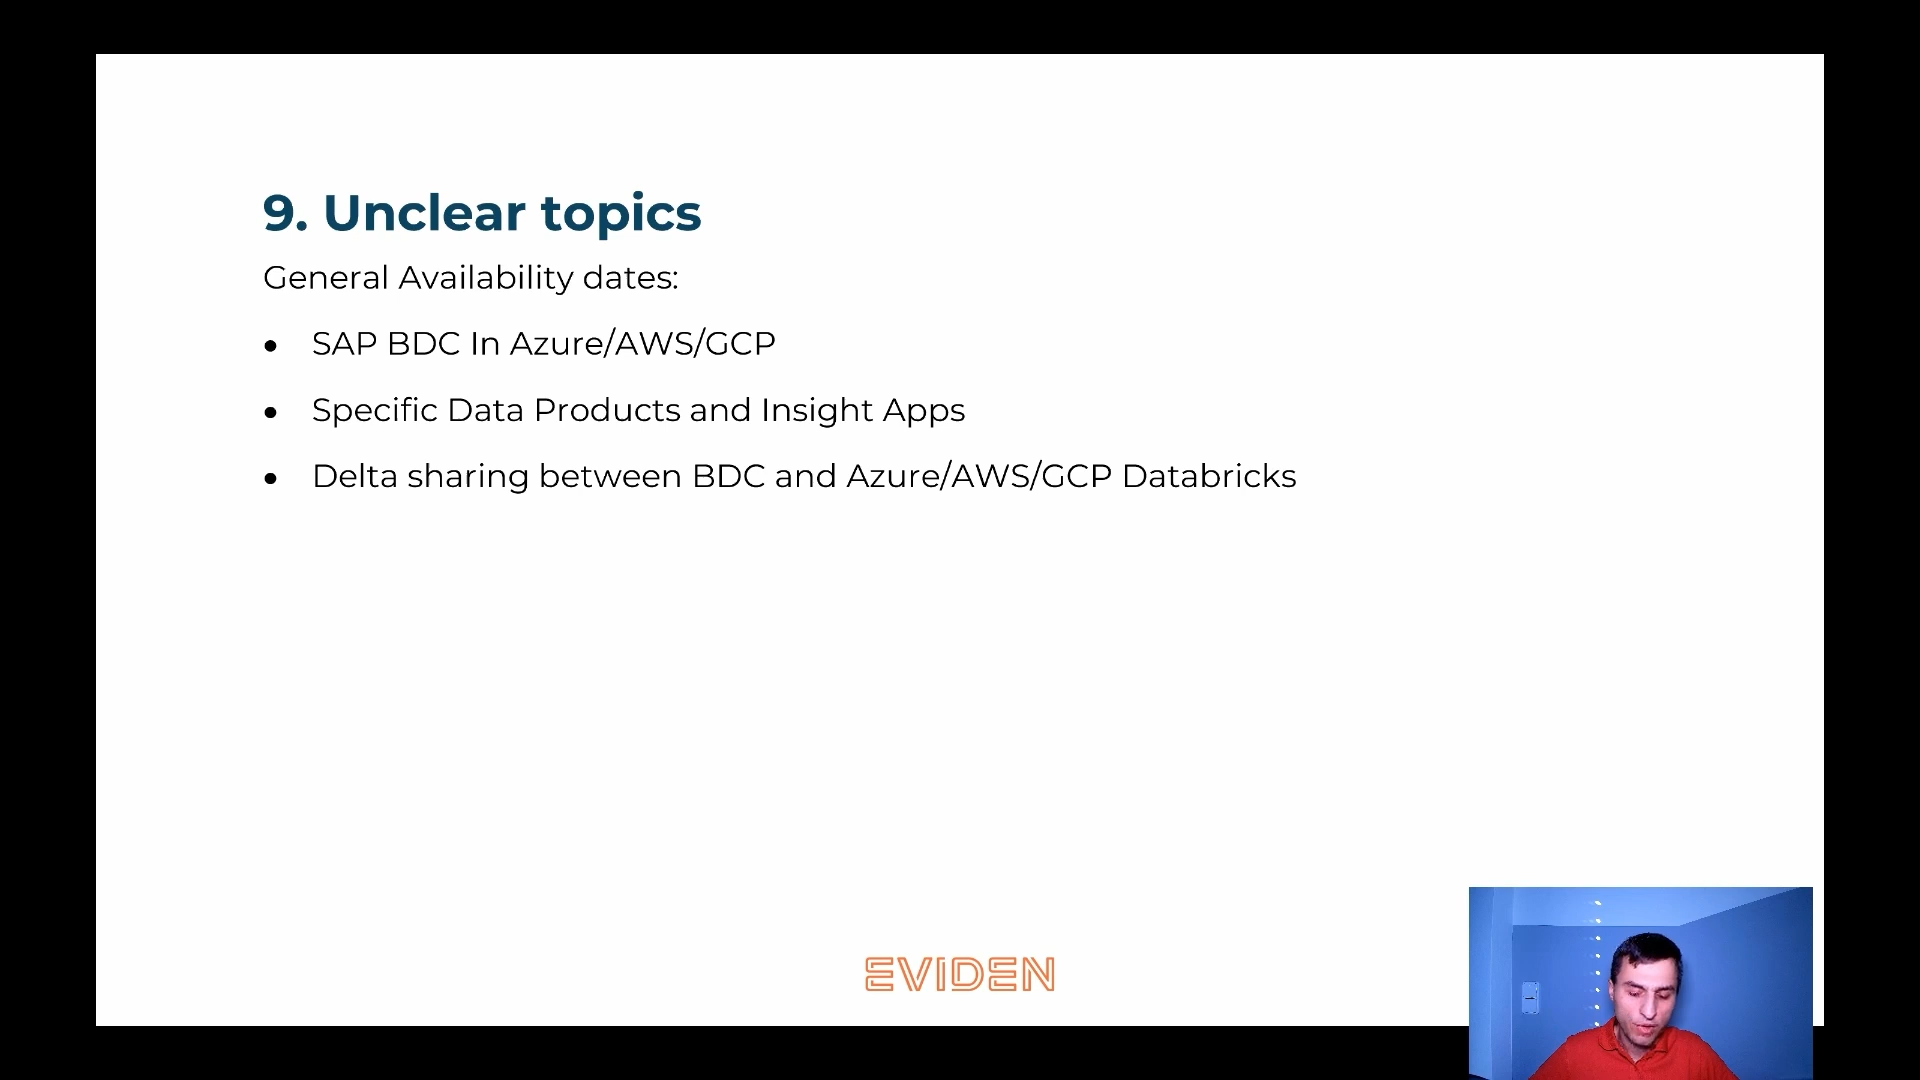 9. Unclear topics
General Availability dates:
• SAP BDC In Azure/AWS/GCP
• Specific Data Products and Insight Apps
• Delta sharing between BDC and Azure/AWS/GCP Databricks
EVIDEN